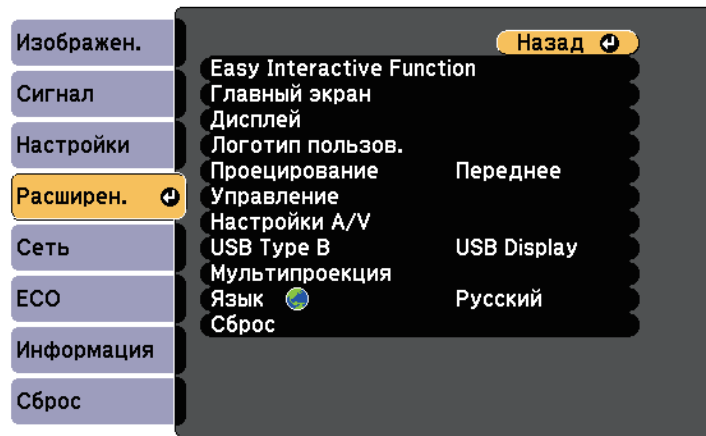 Изображен.
Сигнал
Настройки
Расширен.
Сеть
ECO
Информация
Сброс
Назад
Easy Interactive Function
Главный экран
Дисплей
Логотип пользов.
Проецирование Переднее
Управление
Настройки A/V
USB Type B USB Display
Мультипроекция
Язык Русский
Сброс